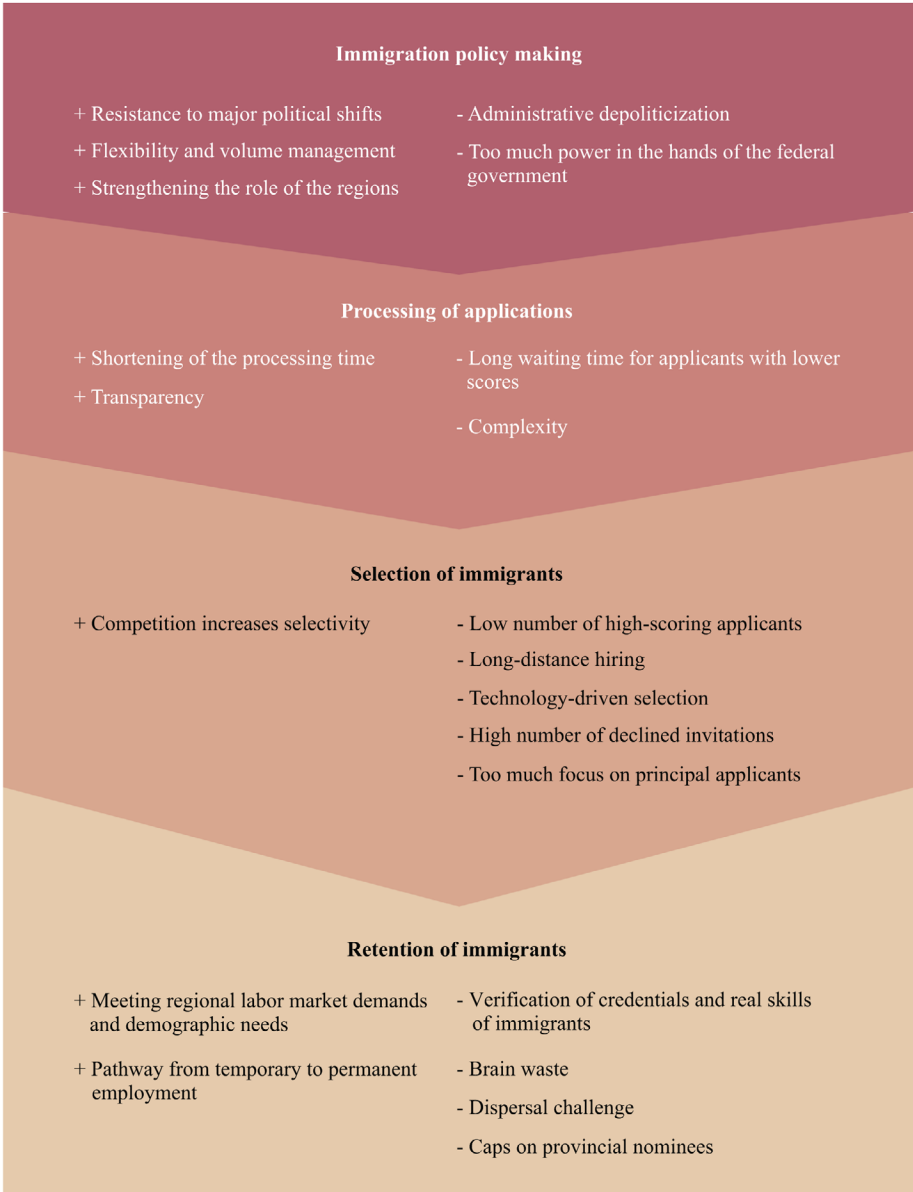 Immigration policy making
+ Resistance to major political shifts
+ Flexibility and volume management
+ Strengthening the role of the regions
- Administrative depoliticization
- Too much power in the hands of the federal
government
Processing of applications
+ Shortening of the processing time
+ Transparency
- Long waiting time for applicants with lower
scores
- Complexity
Selection of immigrants
+ Competition increases selectivity
- Low number of high-scoring applicants
- Long-distance hiring
- Technology-driven selection
- High number of declined invitations
- Too much focus on principal applicants
Retention of immigrants
+ Meeting regional labor market demands
and demographic needs
+ Pathway from temporary to permanent
employment
- Verification of credentials and real skills
of immigrants
- Brain waste
- Dispersal challenge
- Caps on provincial nominees